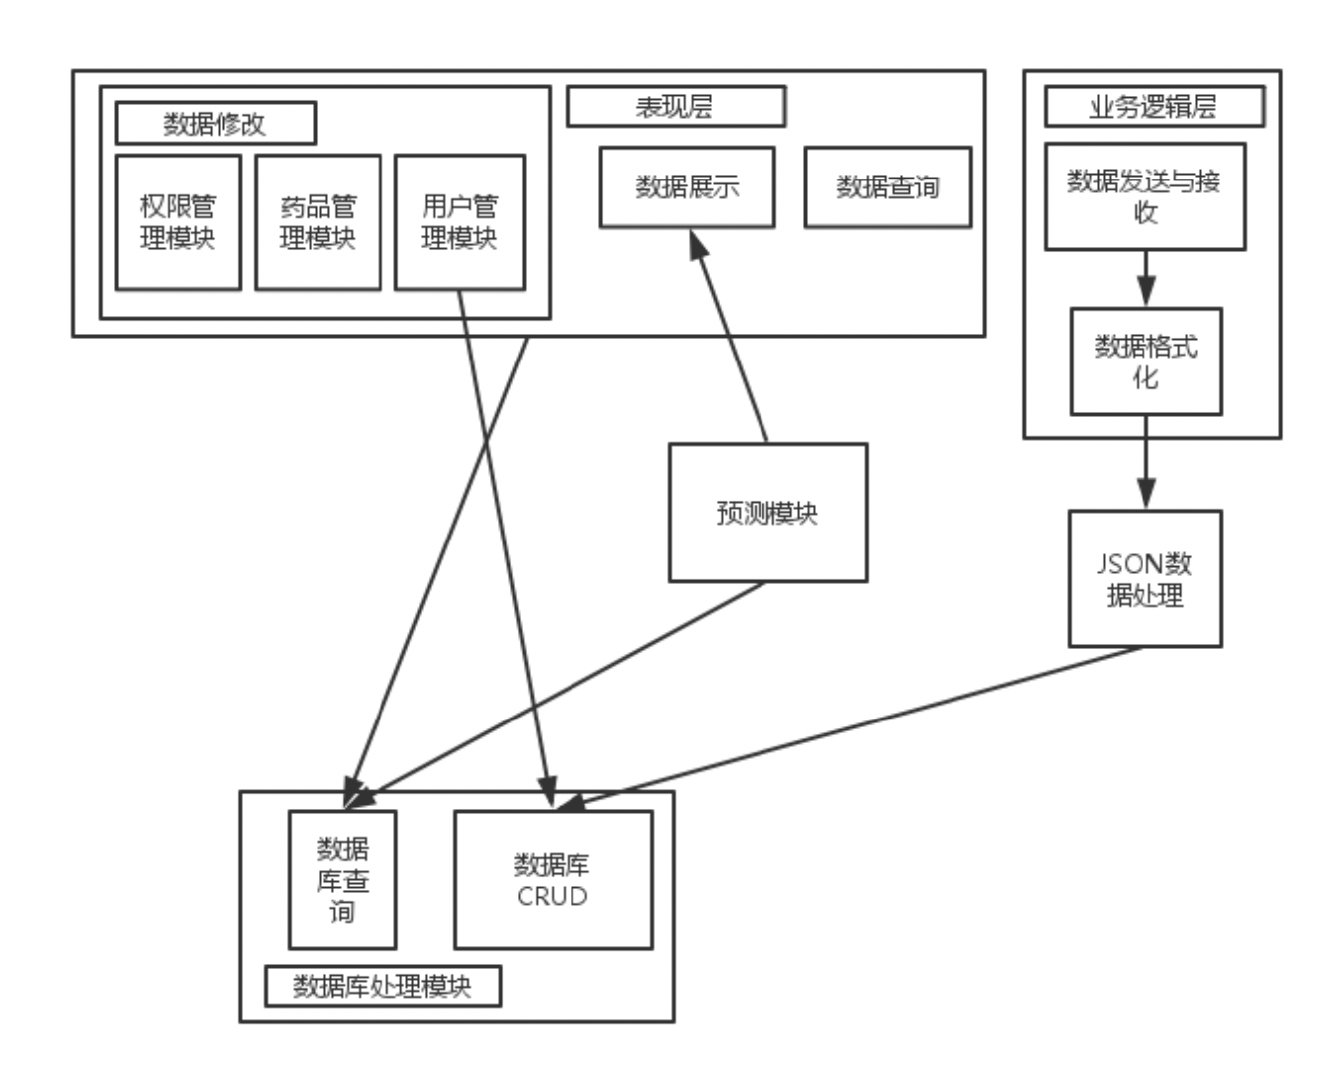 数据修改
表现层
业务逻辑层
权限管
理模块
药品管
理模块
用户管
理模块
数据展示
数据查询
数据发送与接
收
数据格式
化
预测模块
JSON数
据处理
数据
库查
询
数据库
CRUD
数据库处理模块